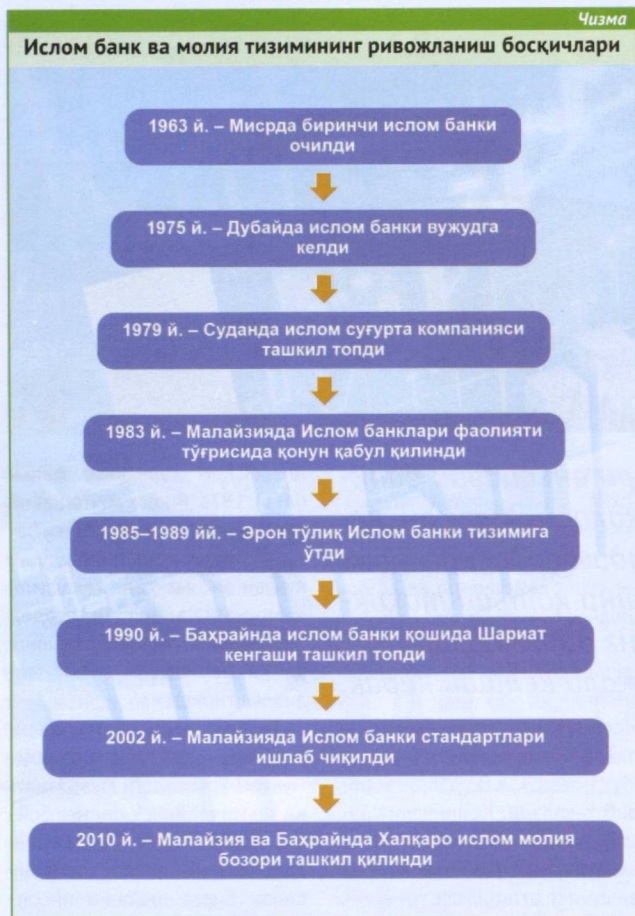 Чизма
Ислом банк ва молия тизимининг ривожланиш босқичлари
1963 й. – Мисрда биринчи ислом банки
очилди
1975 й. – Дубайда ислом банки вужудга
келди
1979 й. – Суданда ислом суғурта компанияси
ташкил топди
1983 й. – Малайзияда Ислом банклари фаолияти
тўғрисида қонун қабул қилинди
1985–1989 йй. – Эрон тўлиқ Ислом банки тизимига
ўтди
1990 й. – Баҳрайнда ислом банки қошида Шариат
кенгаши ташкил топди
2002 й. – Малайзияда Ислом банки стандартлари
ишлаб чиқилди
2010 й. – Малайзия ва Баҳрайнда Халқаро ислом молия
бозори ташкил қилинди